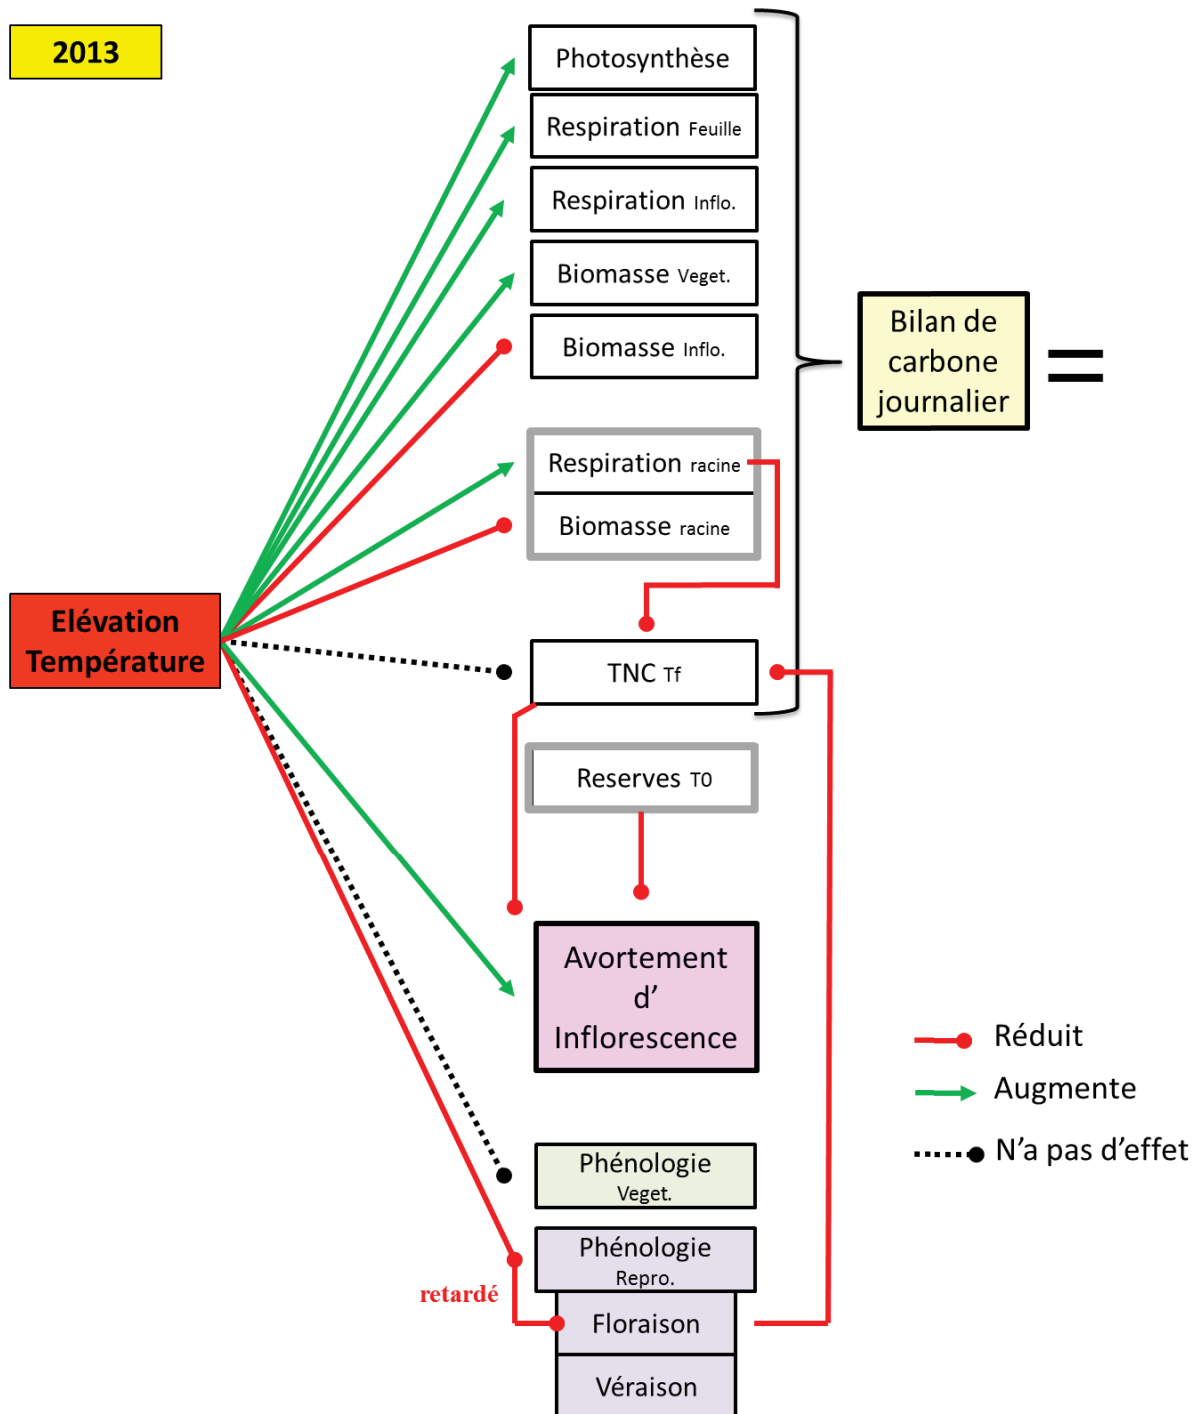 2013
Photosynthèse
Respiration Feuille
Respiration Inflo.
Biomasse Veget.
Biomasse Inflo.
Bilan de
carbone
journalier
=
Respiration racine
Biomasse racine
Elévation
Température
TNC Tf
Reserves T0
Avortement
d'
Inflorescence
Réduit
Augmente
N'a pas d'effet
Phénologie
Veget.
Phénologie
Repro.
retardé
Floraison
Véraison